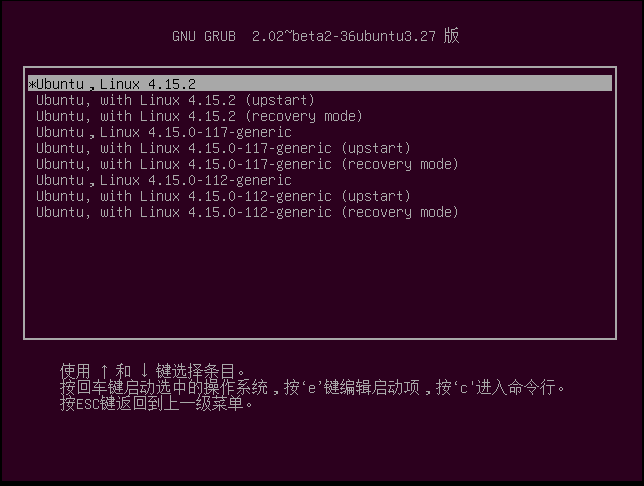 GNU GRUB  2.02~beta2-36ubuntu3.27 版
*Ubuntu，Linux 4.15.2
Ubuntu, with Linux 4.15.2 (upstart)
Ubuntu, with Linux 4.15.2 (recovery mode)
Ubuntu，Linux 4.15.0-117-generic
Ubuntu, with Linux 4.15.0-117-generic (upstart)
Ubuntu, with Linux 4.15.0-117-generic (recovery mode)
Ubuntu，Linux 4.15.0-112-generic
Ubuntu, with Linux 4.15.0-112-generic (upstart)
Ubuntu, with Linux 4.15.0-112-generic (recovery mode)
使用 ↑ 和 ↓ 键选择条目。
按回车键启动选中的操作系统，按‘e’键编辑启动项，按‘c'进入命令行。
按ESC键返回到上一级菜单。